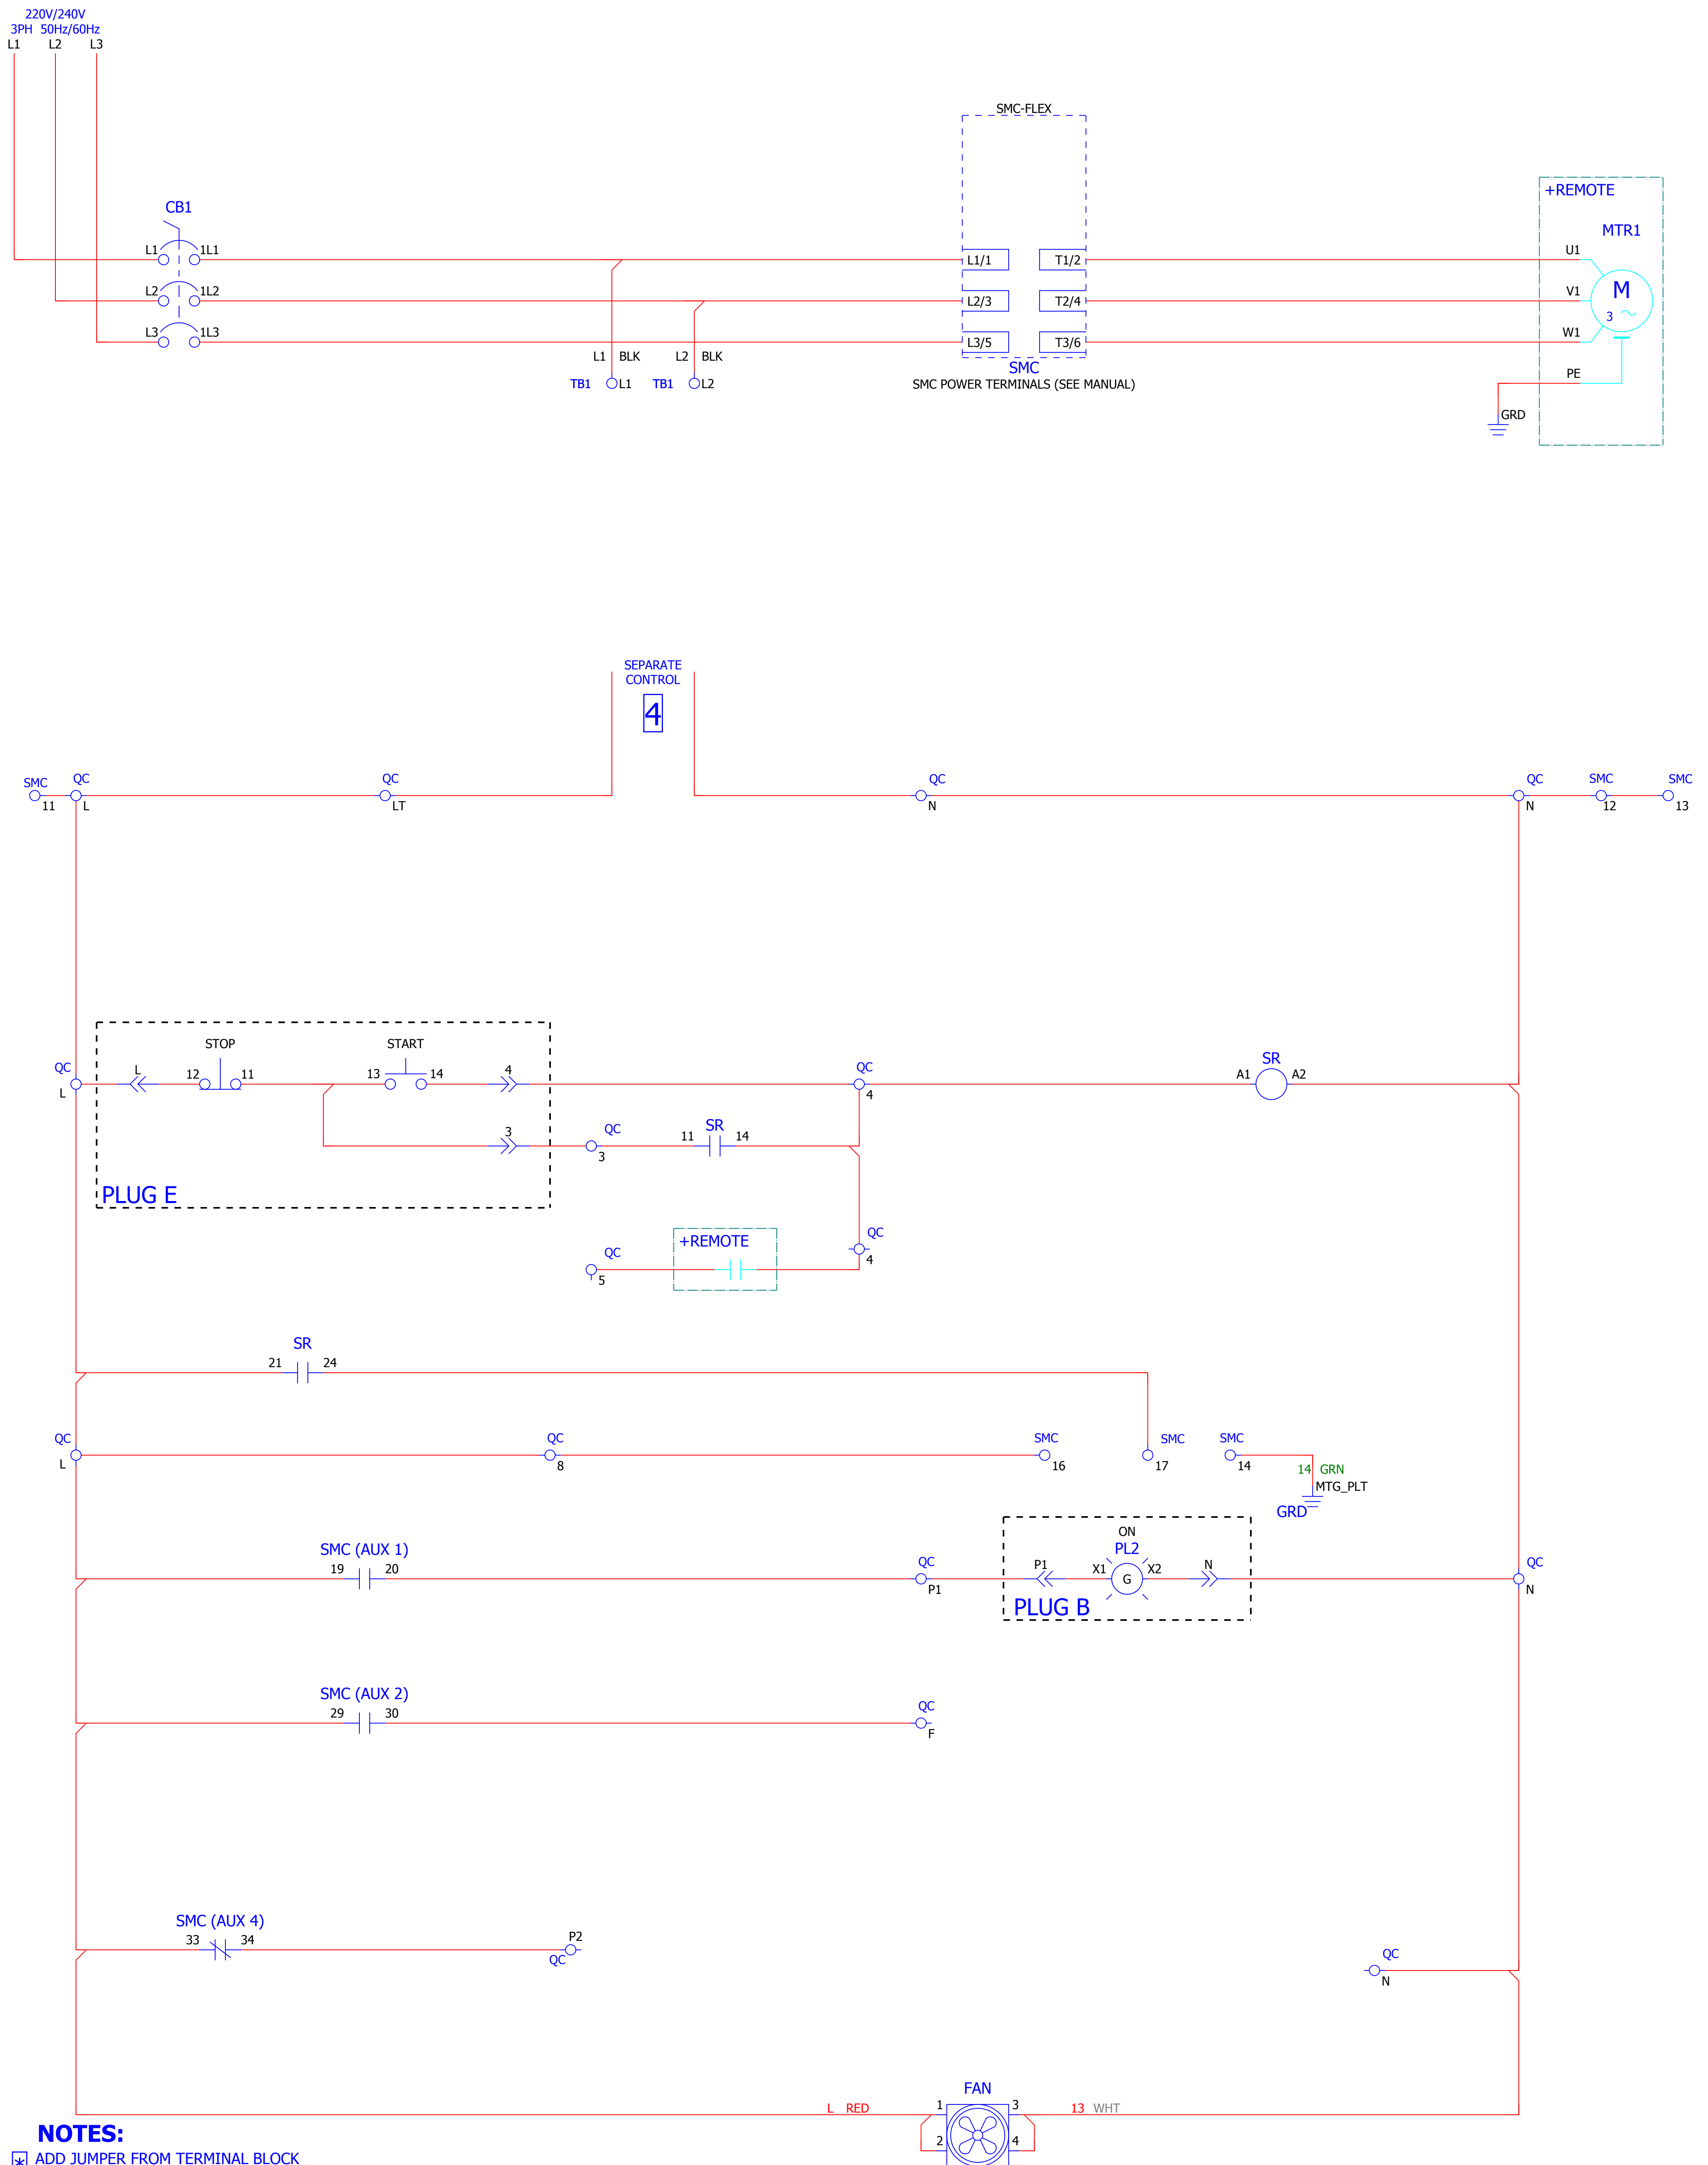 220V/240V
3PH 50Hz/60Hz
L1 L2 L3
SMC-FLEX
+REMOTE
CB1
MTR1
L1 1L1
L1/1 T1/2
U1
L2 1L2
L2/3 T2/4
V1
M
3
L3 1L3
L3/5 T3/6
W1
L1 BLK L2 BLK
SMC
PE
TB1 L1 TB1 L2
SMC POWER TERMINALS (SEE MANUAL)
GRD
SEPARATE
CONTROL
4
SMC QC QC QC QC SMC SMC
11 L LT N N 12 13
STOP START
QC L 12 11 13 14 4 QC SR
A1 A2
L 4
3 QC 11 SR 14
3
PLUG E
+REMOTE QC
QC 4
5
SR
21 24
QC QC SMC SMC SMC
L 8 16 17 14
14 GRN
MTG_PLT
GRD
ON
SMC (AUX 1) PL2
19 20 QC P1 X1 G X2 N QC
P1 N
PLUG B
SMC (AUX 2)
29 30 QC
F
SMC (AUX 4)
33 34 P2
QC QC
N
FAN
L RED 1 3 13 WHT
2 4
NOTES:
* ADD JUMPER FROM TERMINAL BLOCK